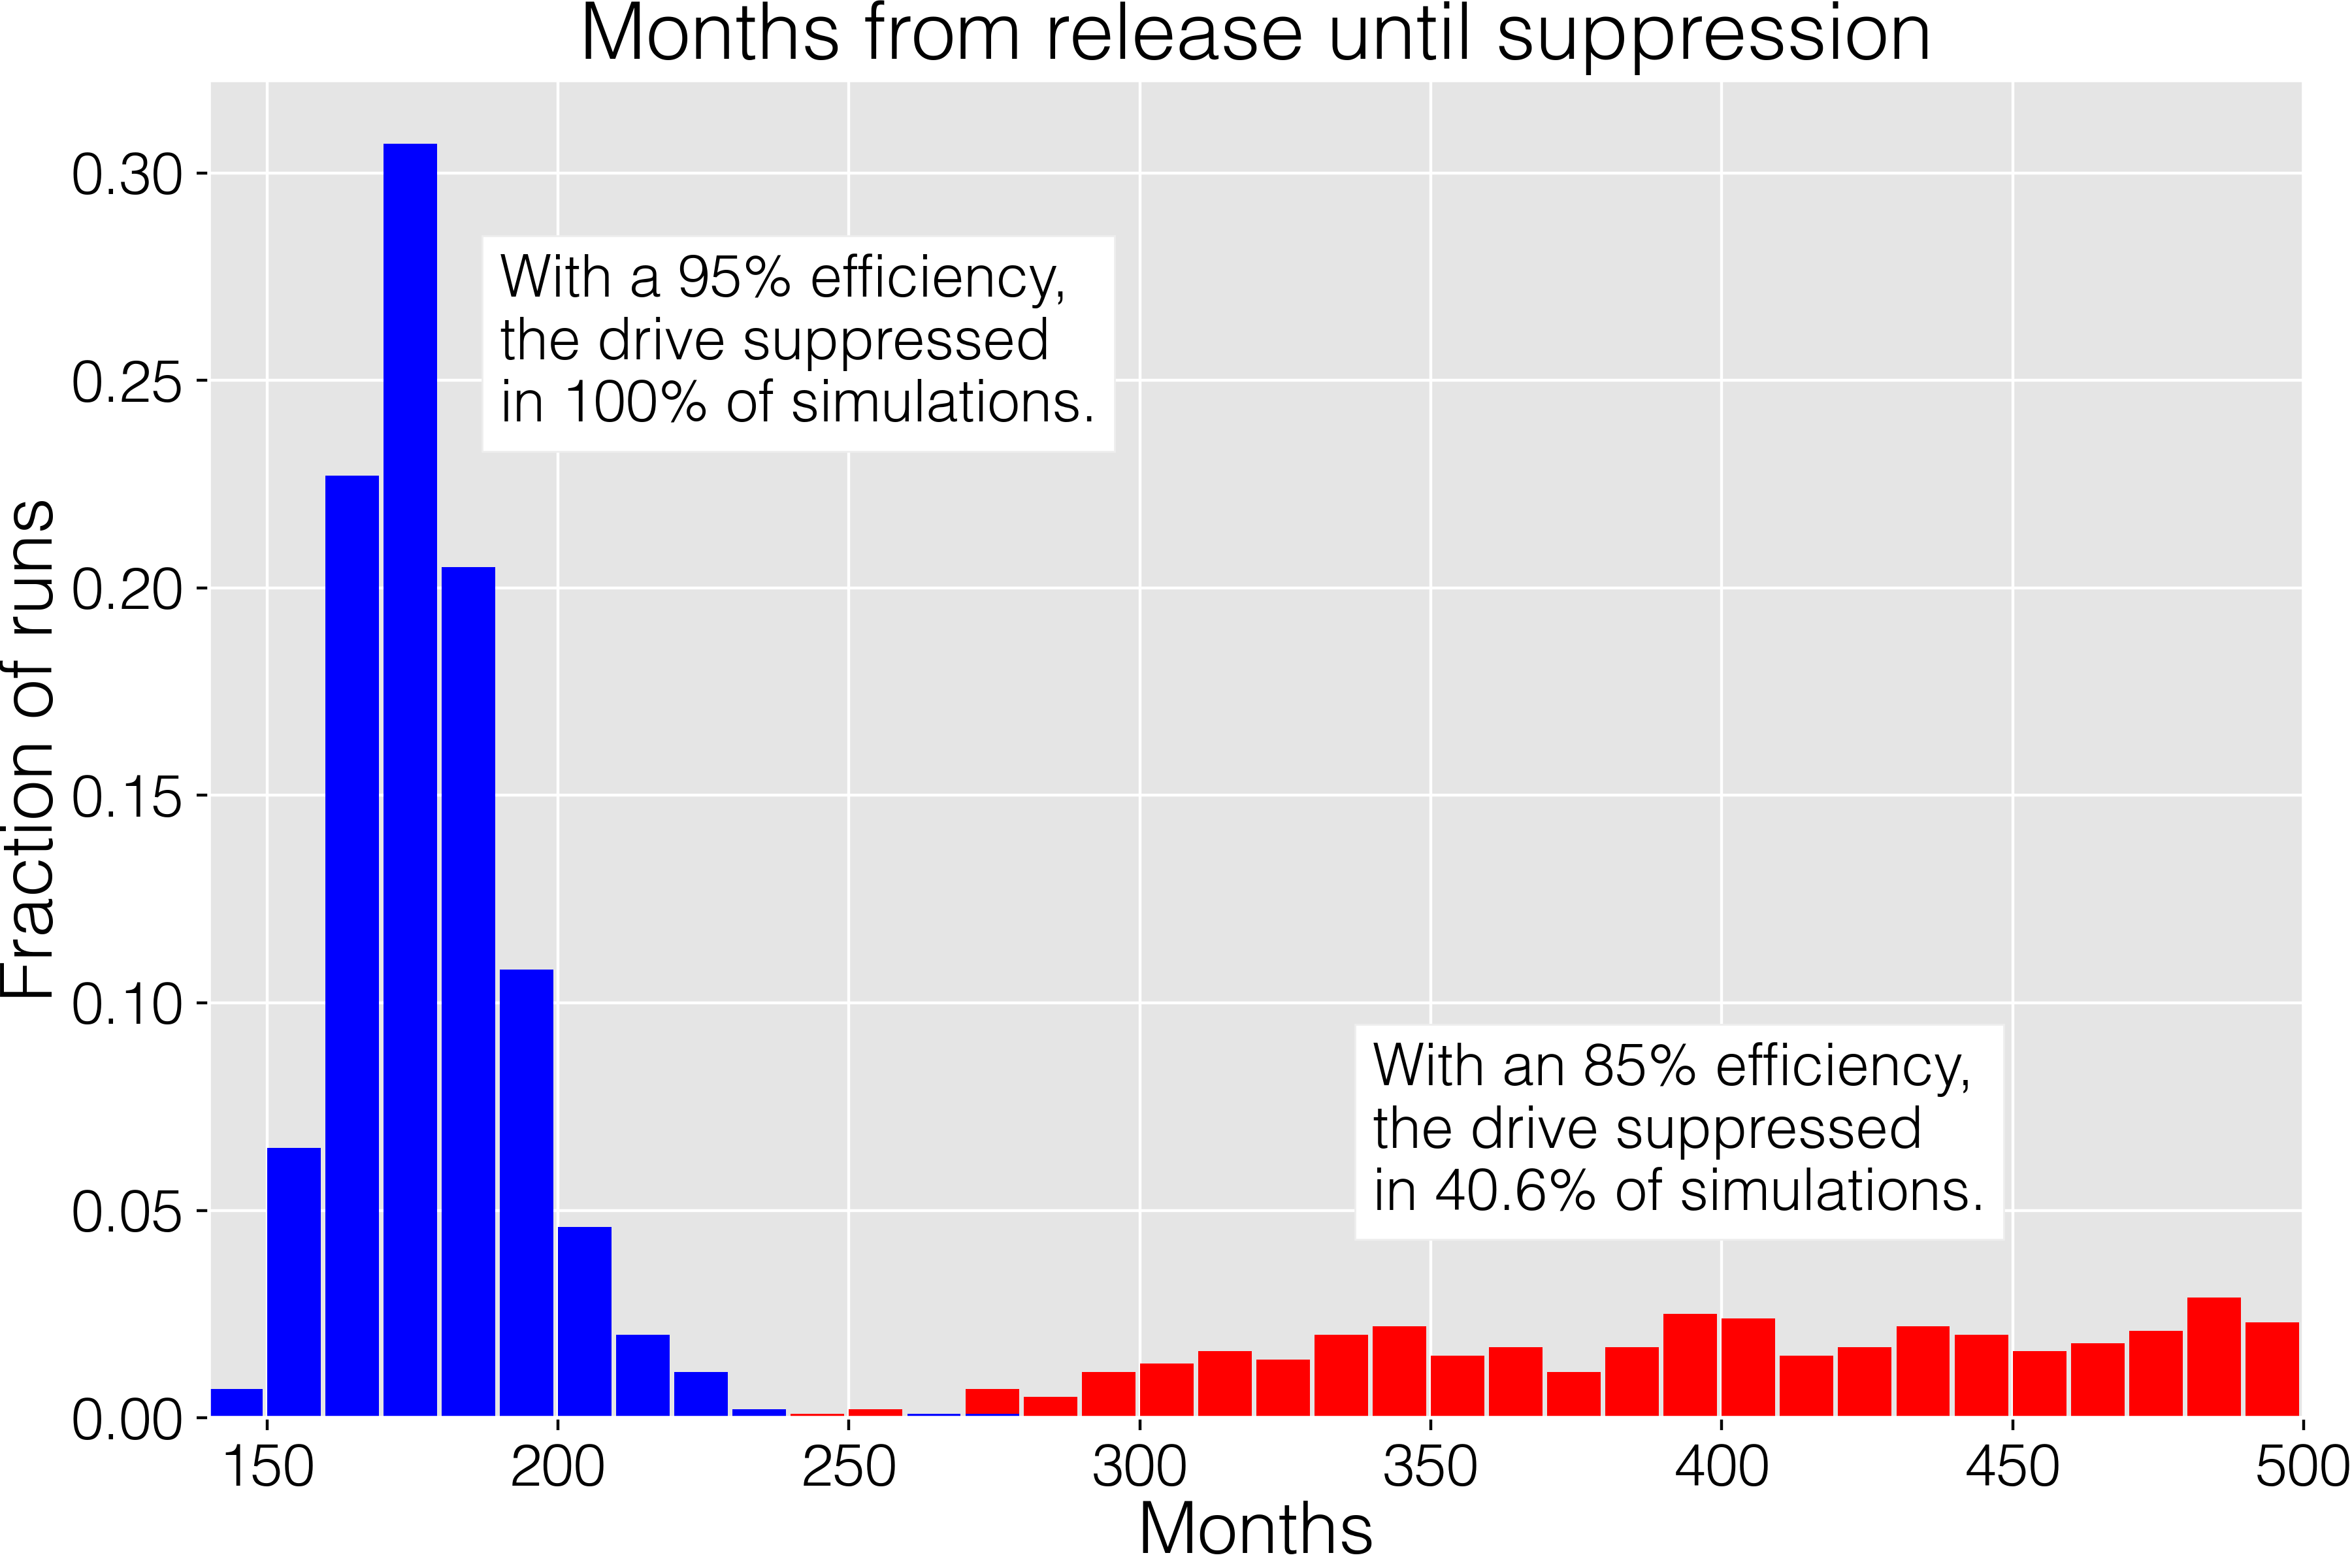 Months from release until suppression
Fraction of runs
0.30
0.25
0.20
0.15
0.10
0.05
0.00
With a 95% efficiency,
the drive suppressed
in 100% of simulations.
With an 85% efficiency,
the drive suppressed
in 40.6% of simulations.
150 200 250 300 350 400 450 500
Months